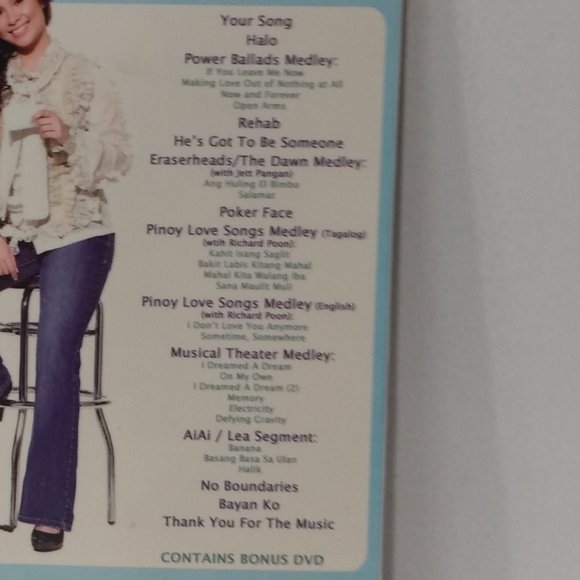 Your Song
Halo
Power Ballads Medley:
If You Leave Me Now
Making Love Out of Nothing at All
Now and Forever
Open Arms
Rehab
He's Got To Be Someone
Eraserheads/The Dawn Medley:
(with Jett Pangan)
Ang Huling El Bimbo
Salamat
Poker Face
Pinoy Love Songs Medley (Tagalog)
(wtih Richard Poon):
Kahit Isang Saglit
Bakit Labis Kitang Mahal
Mahal Kita Walang Iba
Sana Maulit Muli
Pinoy Love Songs Medley (English)
(with Richard Poon):
I Don't Love You Anymore
Sometime, Somewhere
Musical Theater Medley:
I Dreamed A Dream
On My Own
I Dreamed A Dream (2)
Memory
Electricity
Defying Gravity
AiAi / Lea Segment:
Banana
Basang Basa Sa Ulan
Halik
No Boundaries
Bayan Ko
Thank You For The Music
CONTAINS BONUS DVD